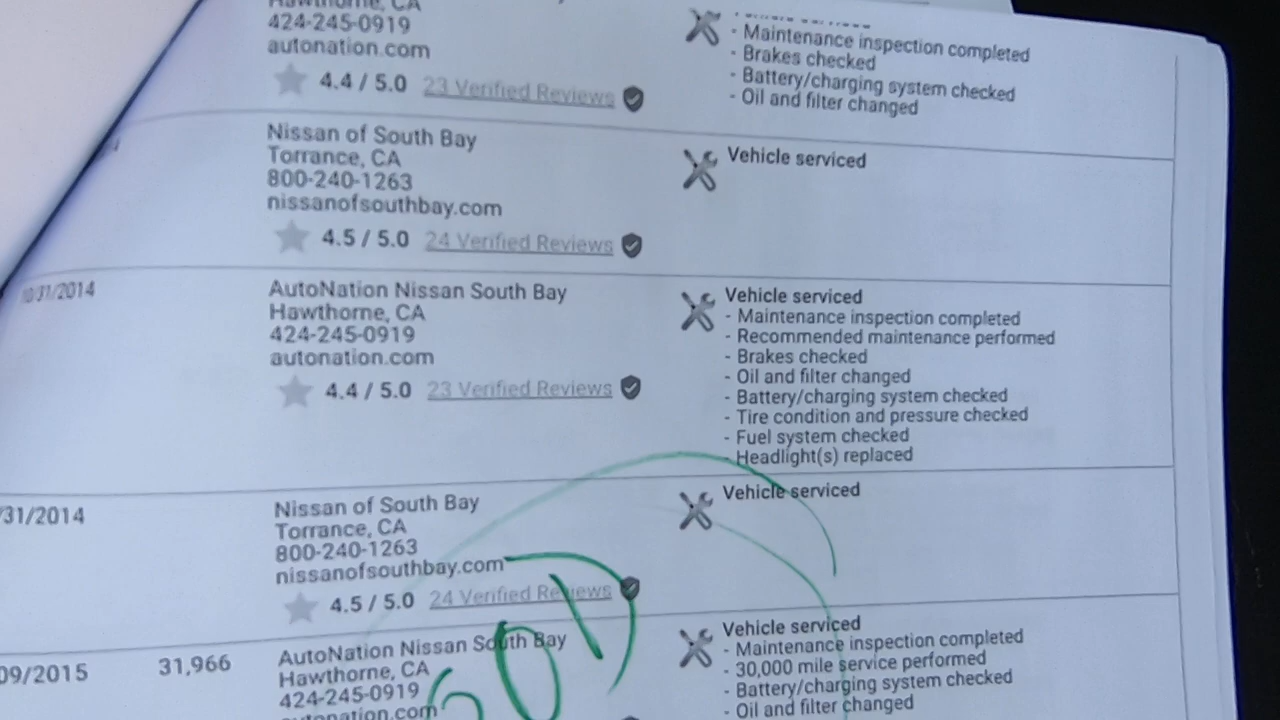 Hawthorne, CA
424-245-0919
autonation.com
4.4 / 5.0 23 Verified Reviews
- Maintenance inspection completed
- Brakes checked
- Battery/charging system checked
- Oil and filter changed
Nissan of South Bay
Torrance, CA
800-240-1263
nissanofsouthbay.com
4.5 / 5.0 24 Verified Reviews
Vehicle serviced
10/31/2014
AutoNation Nissan South Bay
Hawthorne, CA
424-245-0919
autonation.com
4.4 / 5.0 23 Verified Reviews
Vehicle serviced
- Maintenance inspection completed
- Recommended maintenance performed
- Brakes checked
- Oil and filter changed
- Battery/charging system checked
- Tire condition and pressure checked
- Fuel system checked
- Headlight(s) replaced
/31/2014
Nissan of South Bay
Torrance, CA
800-240-1263
nissanofsouthbay.com
4.5 / 5.0 24 Verified Reviews
Vehicle serviced
09/2015
31,966
AutoNation Nissan South Bay
Hawthorne, CA
424-245-0919
autonation.com
Vehicle serviced
- Maintenance inspection completed
- 30,000 mile service performed
- Battery/charging system checked
- Oil and filter changed